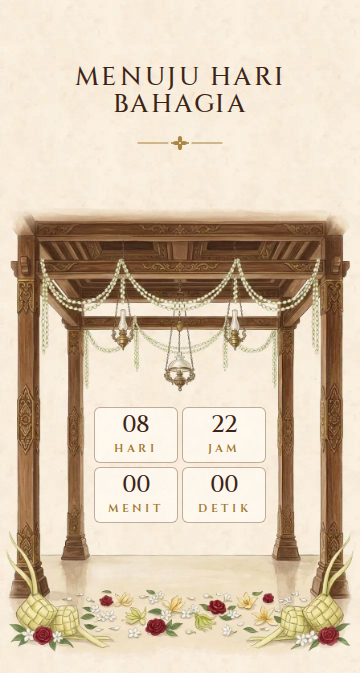 MENUJU HARI
BAHAGIA
08
HARI
22
JAM
00
MENIT
00
DETIK